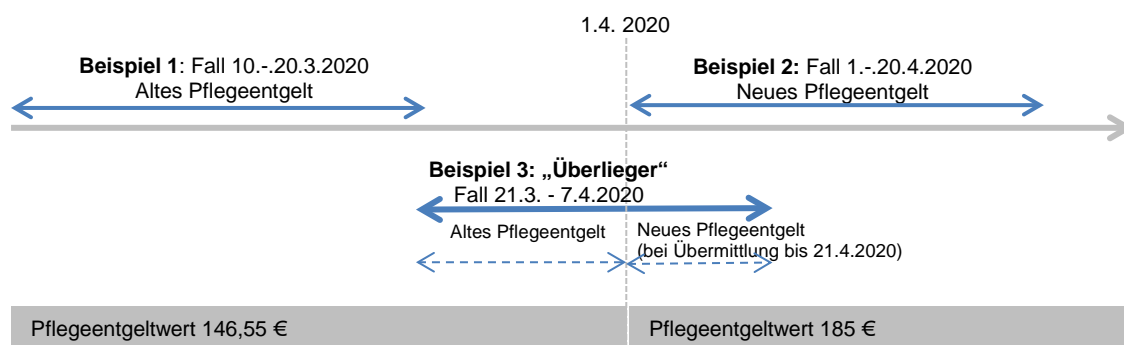 1.4. 2020
Beispiel 1: Fall 10.-.20.3.2020
Altes Pflegeentgelt
Beispiel 2: Fall 1.-.20.4.2020
Neues Pflegeentgelt
Beispiel 3: „Überlieger“
Fall 21.3. - 7.4.2020
Altes Pflegeentgelt
Neues Pflegeentgelt
(bei Übermittlung bis 21.4.2020)
Pflegeentgeltwert 146,55 €
Pflegeentgeltwert 185 €